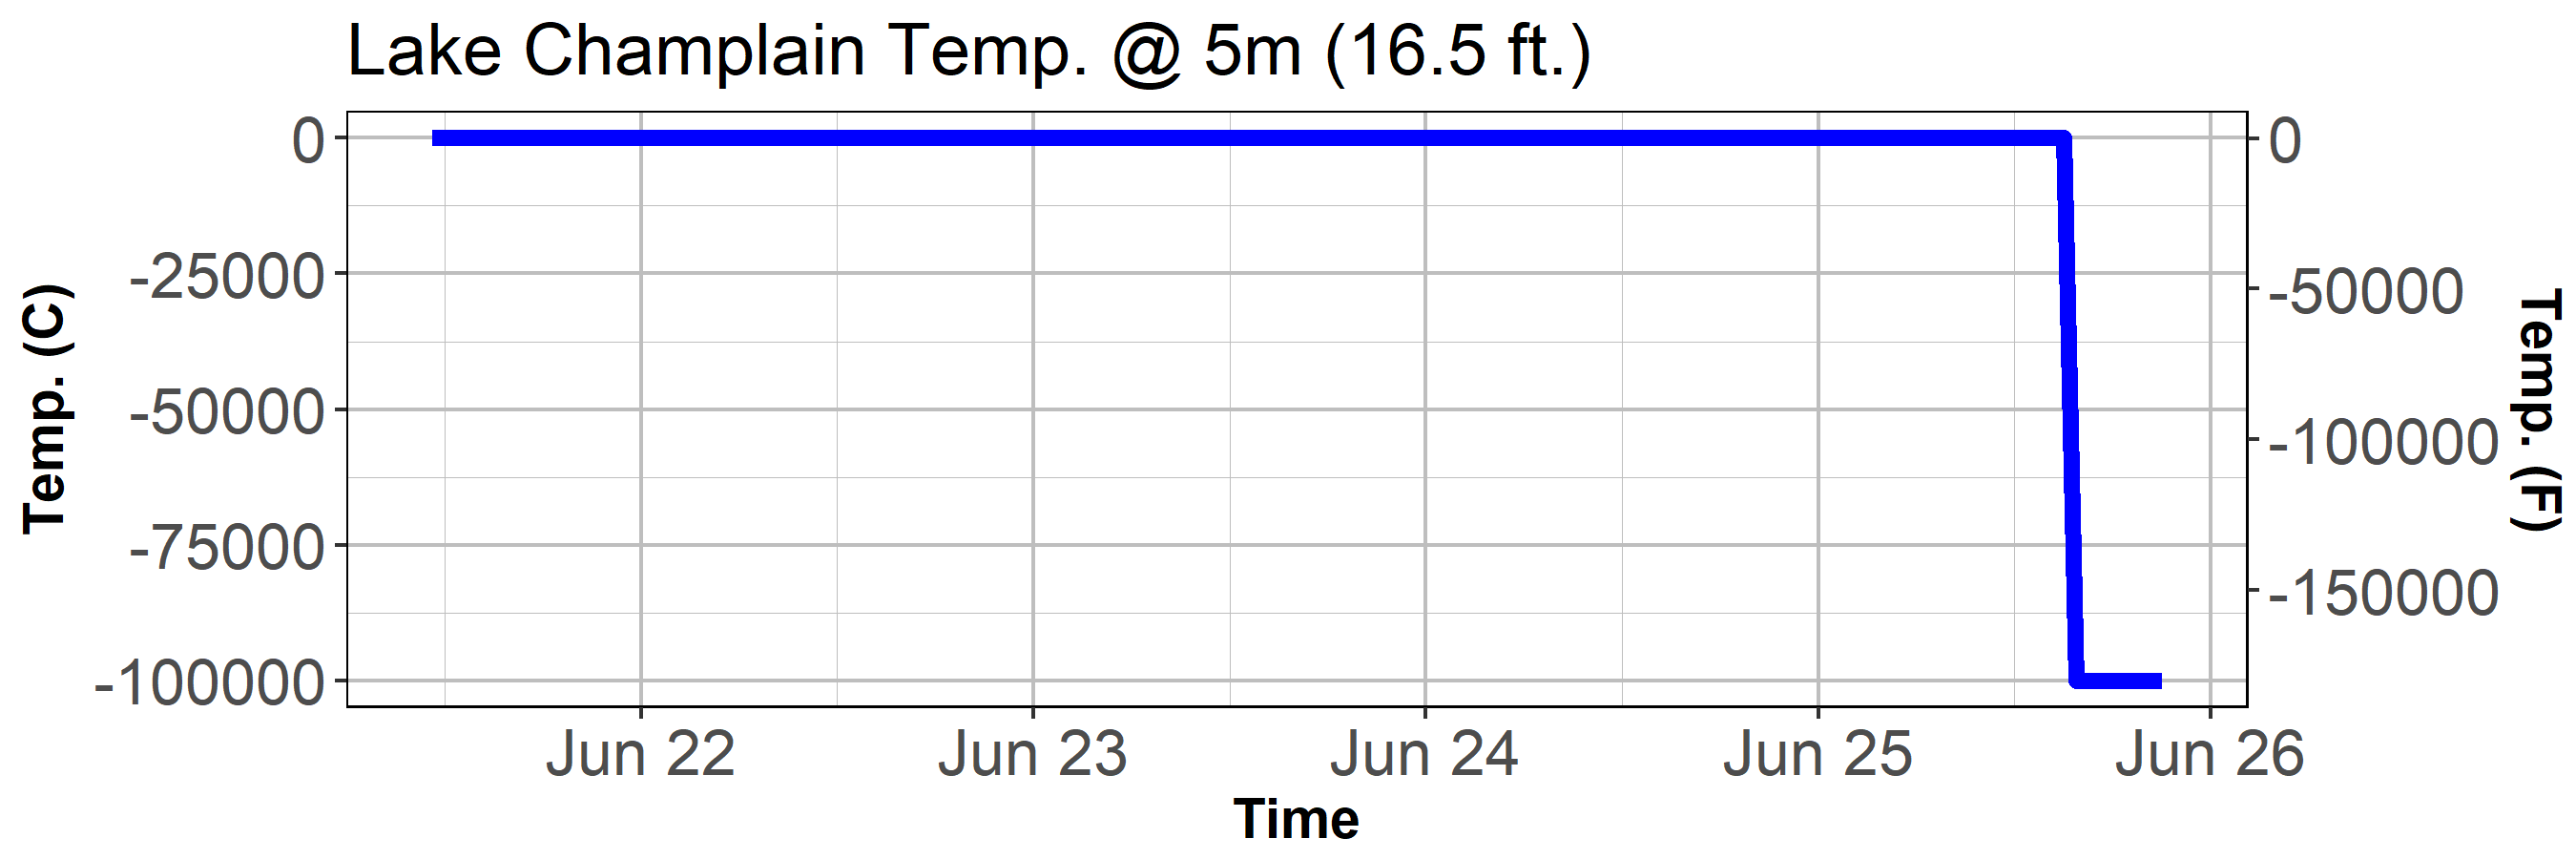 Lake Champlain Temp. @ 5m (16.5 ft.)
Temp. (C)
0
-25000
-50000
-75000
-100000
0
-50000
-100000
-150000
Temp. (F)
Jun 22 Jun 23 Jun 24 Jun 25 Jun 26
Time